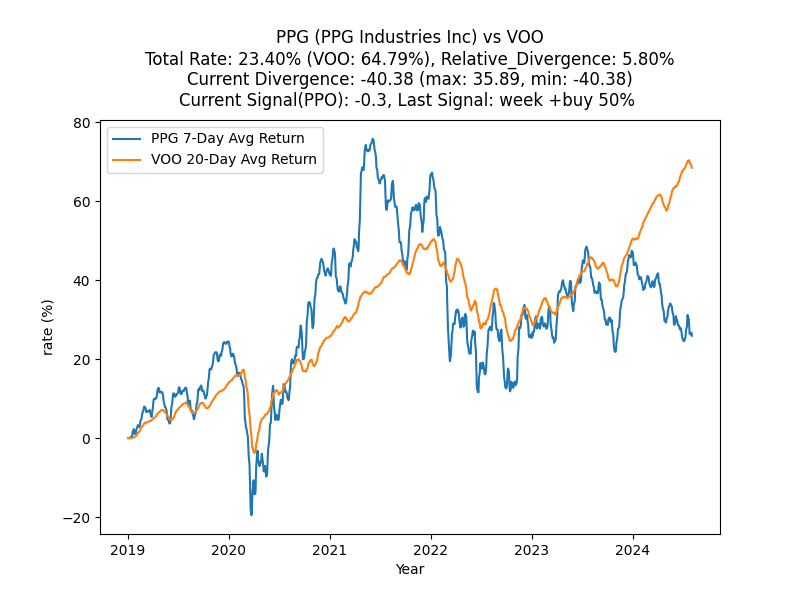 PPG (PPG Industries Inc) vs VOO
Total Rate: 23.40% (VOO: 64.79%), Relative_Divergence: 5.80%
Current Divergence: -40.38 (max: 35.89, min: -40.38)
Current Signal(PPO): -0.3, Last Signal: week +buy 50%
PPG 7-Day Avg Return
VOO 20-Day Avg Return
80
60
40
20
0
−20
rate (%)
2019
2020
2021
2022
2023
2024
Year